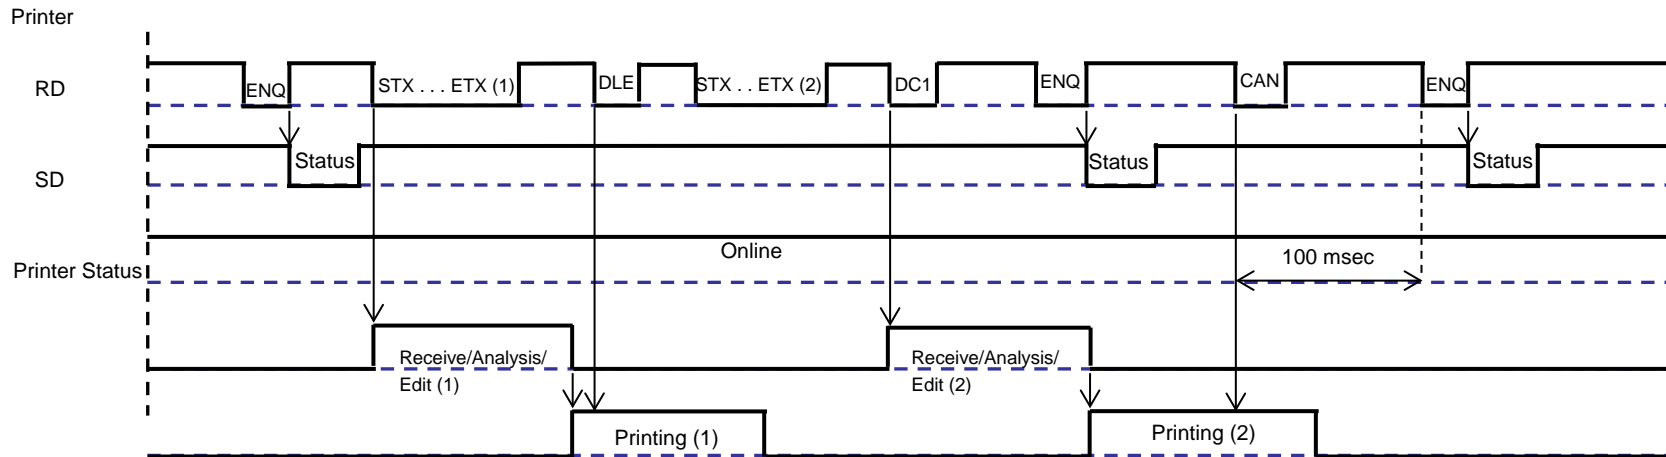 Printer
RD
ENQ
STX . . . ETX (1)
DLE
STX . . ETX (2)
DC1
ENQ
CAN
ENQ
SD
Status
Status
Status
Printer Status
Online
100 msec
Receive/Analysis/
Edit (1)
Receive/Analysis/
Edit (2)
Printing (1)
Printing (2)